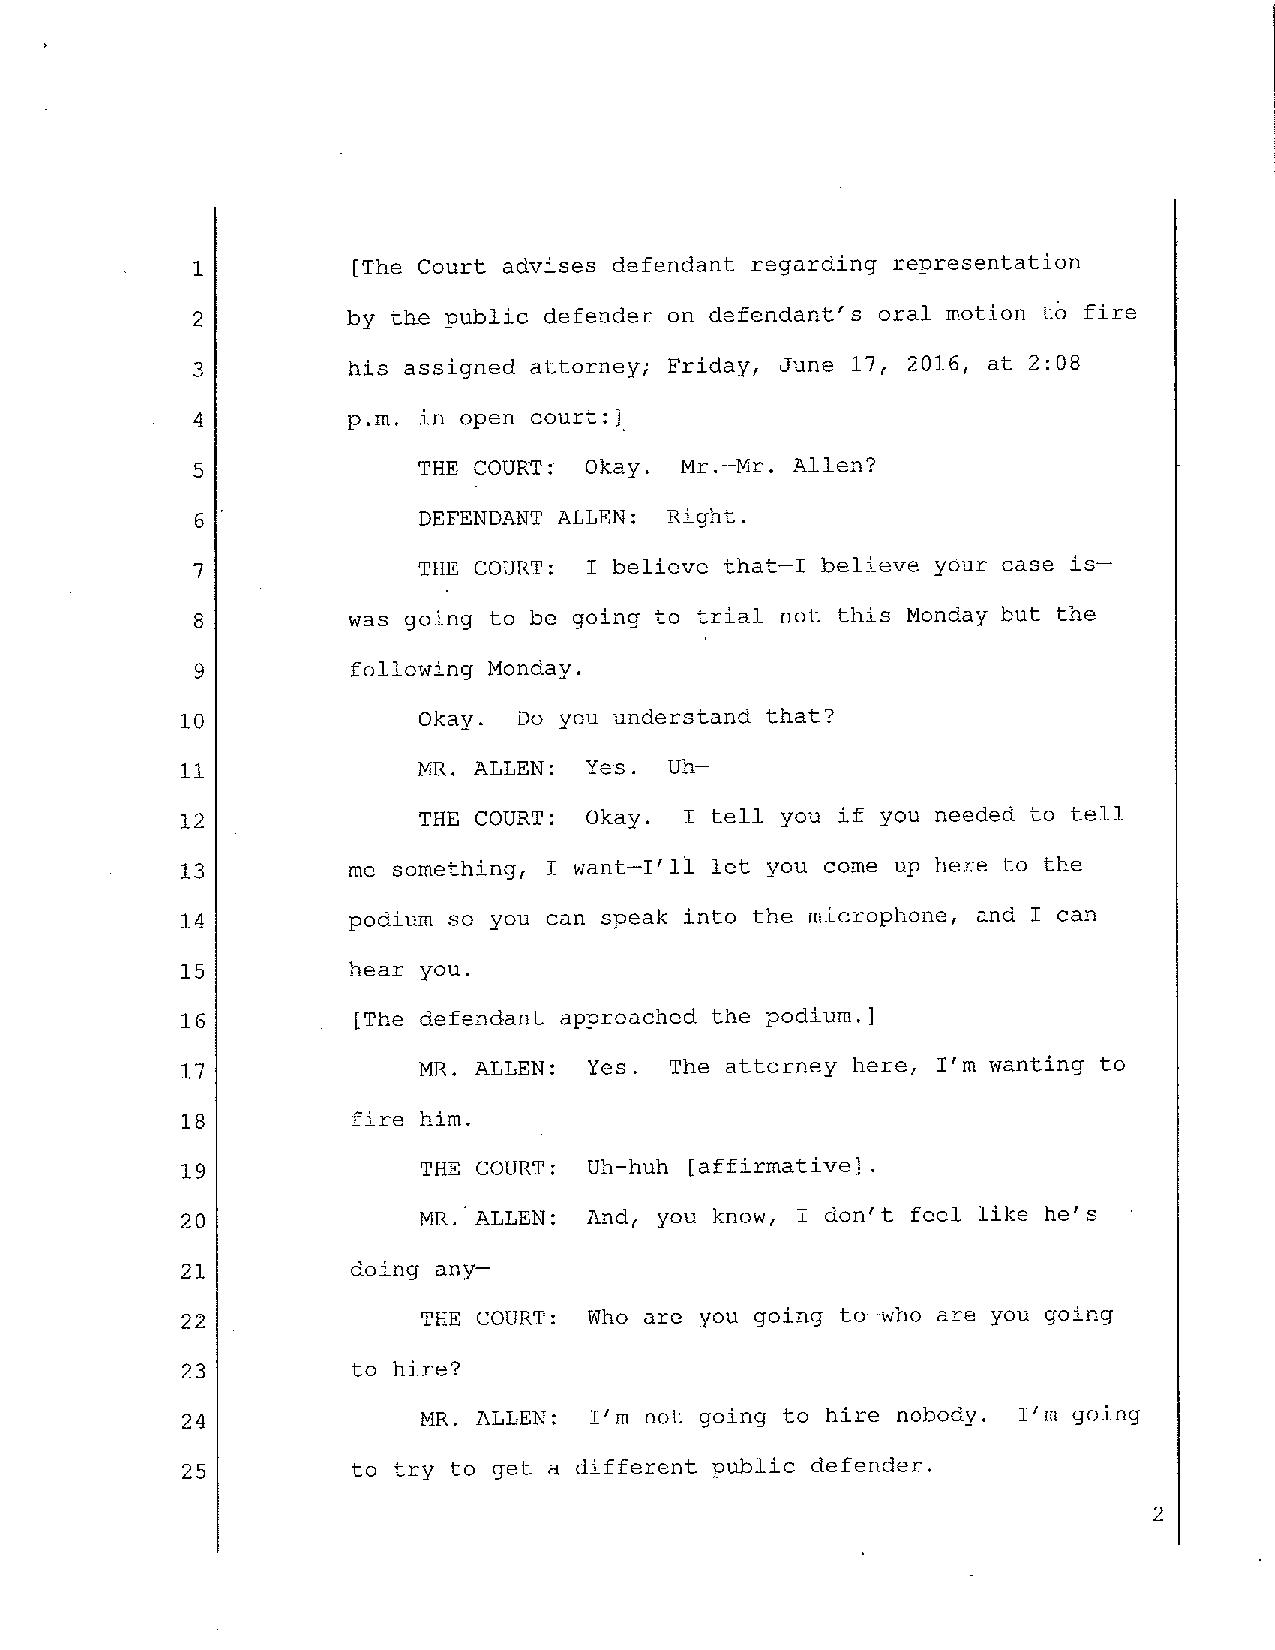 1 [The Court advises defendant regarding representation
2 by the public defender on defendant's oral motion to fire
3 his assigned attorney; Friday, June 17, 2016, at 2:08
4 p.m. in open court:]
5 THE COURT: Okay. Mr.—Mr. Allen?
6 DEFENDANT ALLEN: Right.
7 THE COURT: I believe that—I believe your case is—
8 was going to be going to trial not this Monday but the
9 following Monday.
10 Okay. Do you understand that?
11 MR. ALLEN: Yes. Uh—
12 THE COURT: Okay. I tell you if you needed to tell
13 me something, I want—I'll let you come up here to the
14 podium so you can speak into the microphone, and I can
15 hear you.
16 [The defendant approached the podium.]
17 MR. ALLEN: Yes. The attorney here, I'm wanting to
18 fire him.
19 THE COURT: Uh-huh [affirmative].
20 MR. ALLEN: And, you know, I don't feel like he's
21 doing any—
22 THE COURT: Who are you going to—who are you going
23 to hire?
24 MR. ALLEN: I'm not going to hire nobody. I'm going
25 to try to get a different public defender.
2